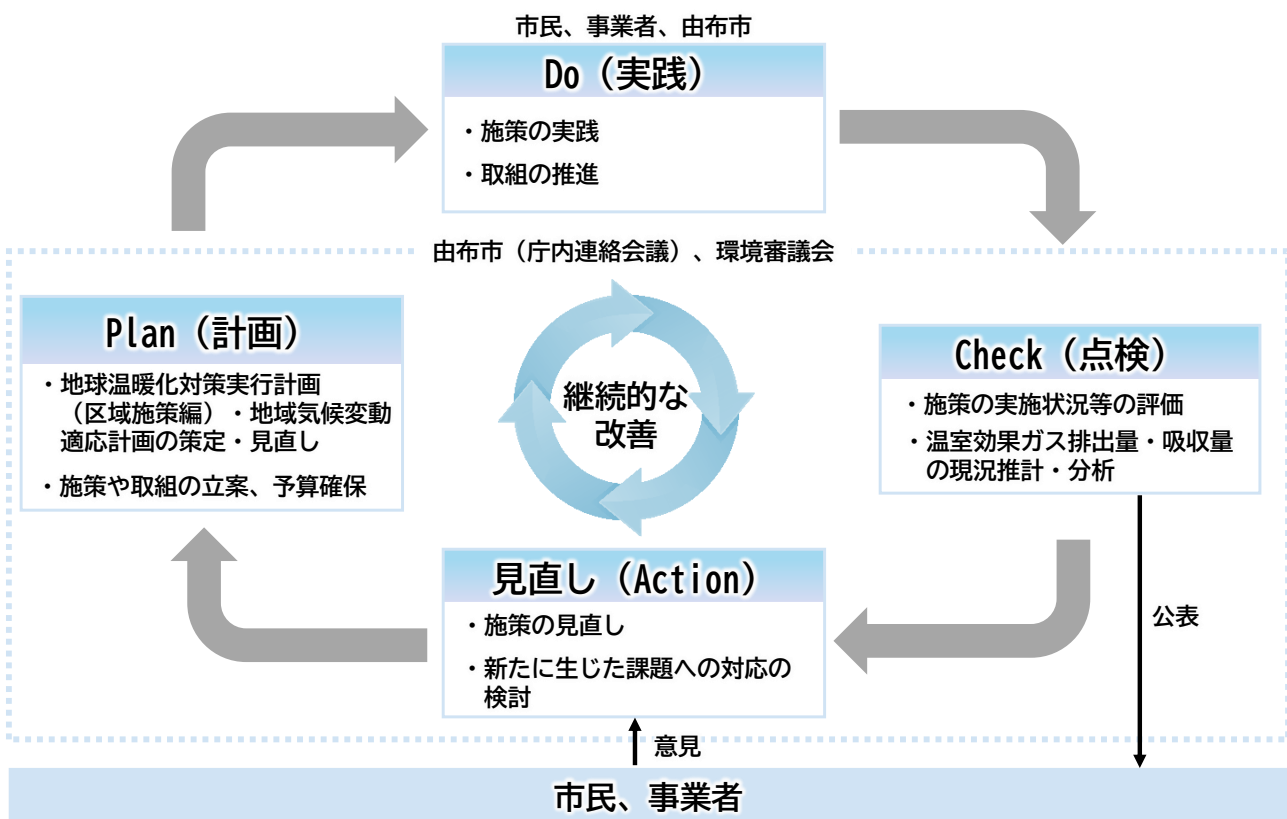 市民、事業者、由布市
Do（実践）
・施策の実践
・取組の推進
由布市（庁内連絡会議）、環境審議会
Plan（計画）
・地球温暖化対策実行計画
（区域施策編）・地域気候変動
適応計画の策定・見直し
・施策や取組の立案、予算確保
継続的な
改善
Check（点検）
・施策の実施状況等の評価
・温室効果ガス排出量・吸収量
の現況推計・分析
見直し（Action）
・施策の見直し
・新たに生じた課題への対応の
検討
公表
意見
市民、事業者